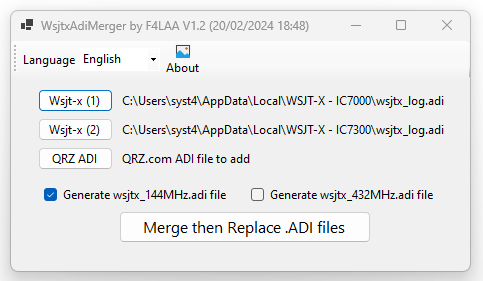 WsjtxAdiMerger by F4LAA V1.2 (20/02/2024 18:48)
Language English About
Wsjt-x (1) C:\Users\syst4\AppData\Local\WSJT-X - IC7000\wsjtx_log.adi
Wsjt-x (2) C:\Users\syst4\AppData\Local\WSJT-X - IC7300\wsjtx_log.adi
QRZ ADI QRZ.com ADI file to add
Generate wsjtx_144MHz.adi file Generate wsjtx_432MHz.adi file
Merge then Replace .ADI files